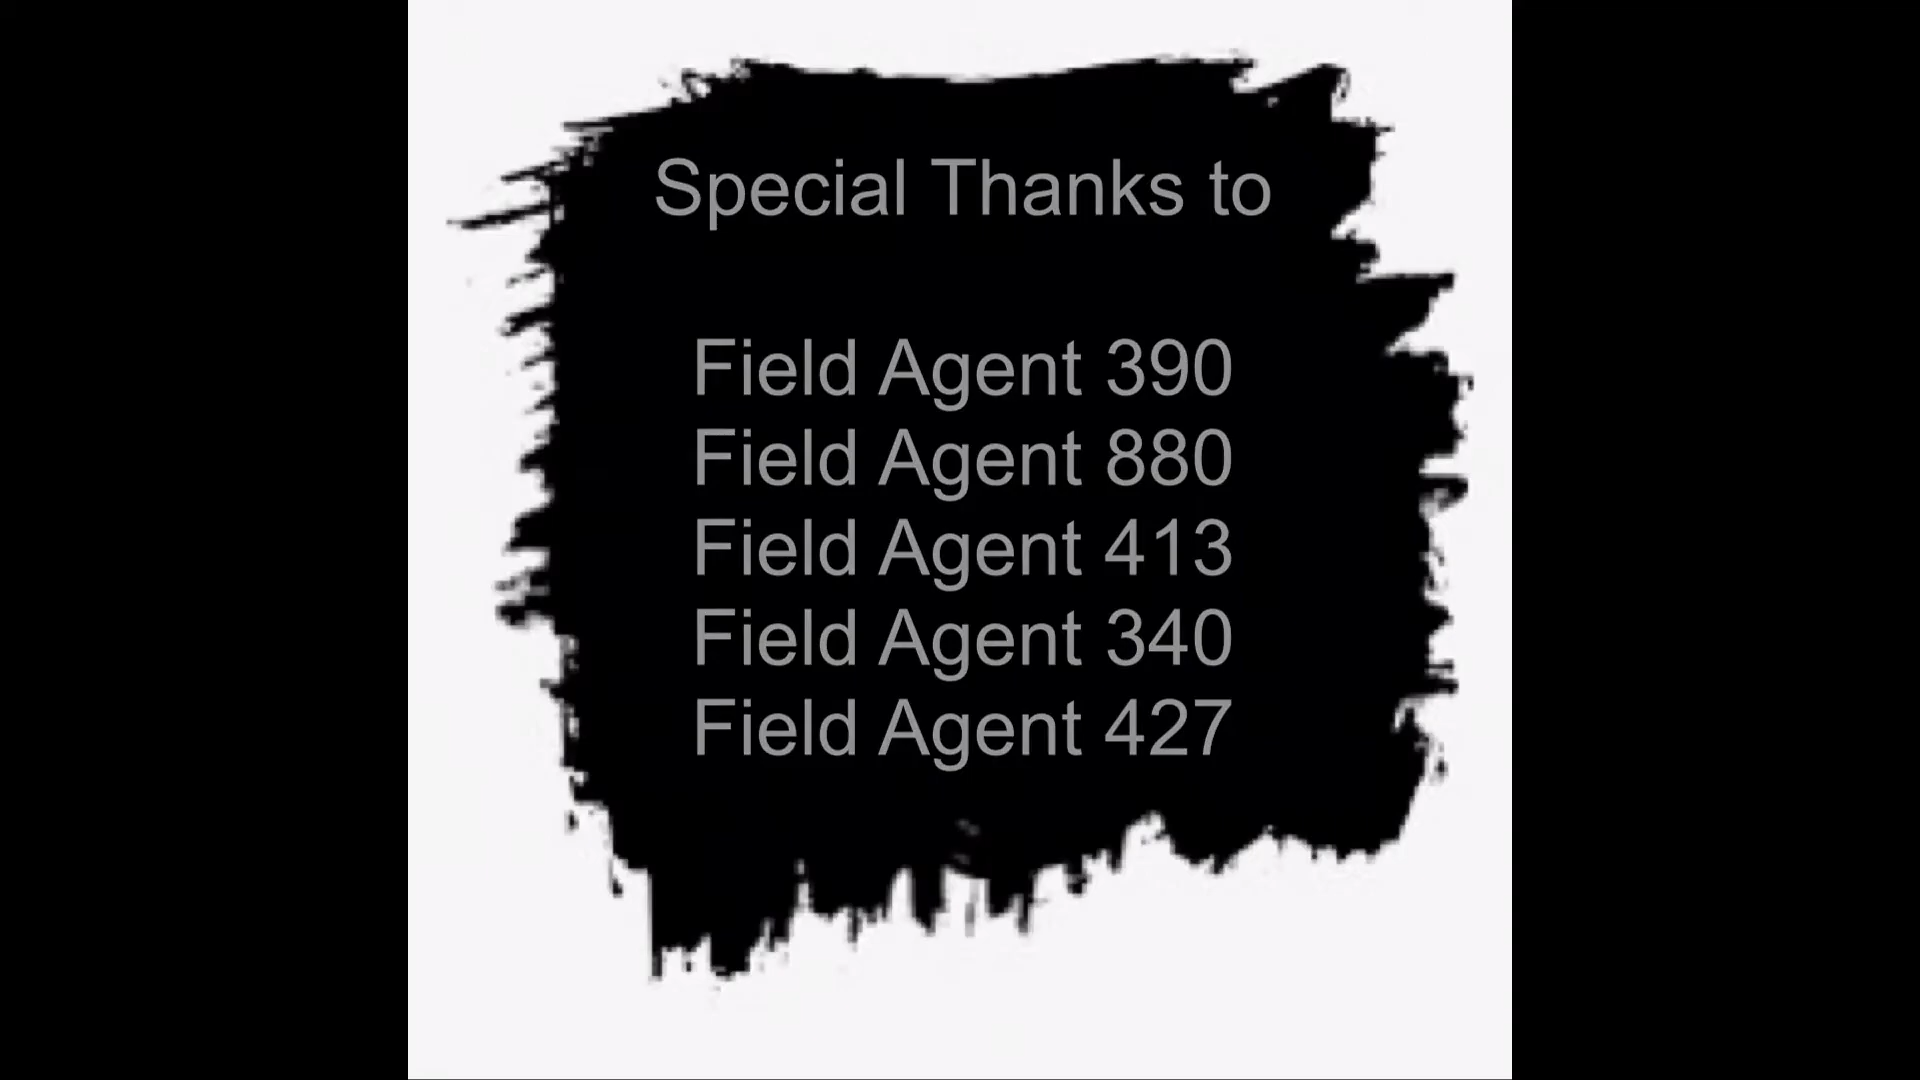 Special Thanks to
Field Agent 390
Field Agent 880
Field Agent 413
Field Agent 340
Field Agent 427